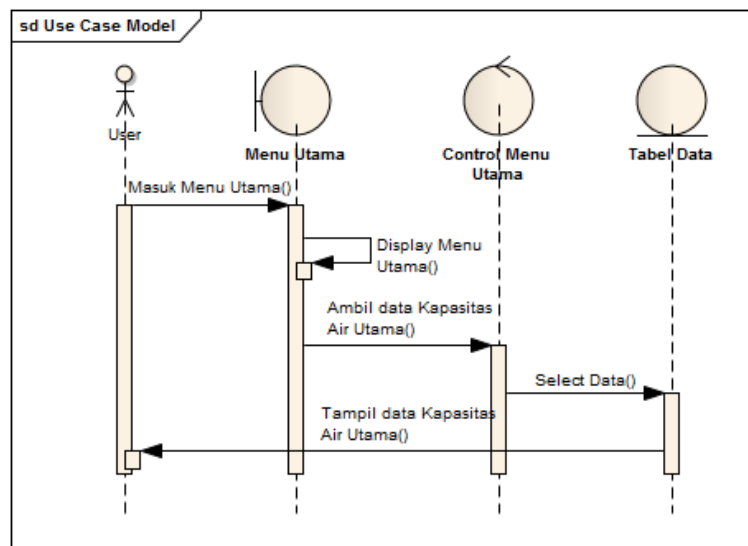 sd Use Case Model
User
Menu Utama
Control Menu
Utama
Tabel Data
Masuk Menu Utama()
Display Menu
Utama()
Ambil data Kapasitas
Air Utama()
Select Data()
Tampil data Kapasitas
Air Utama()